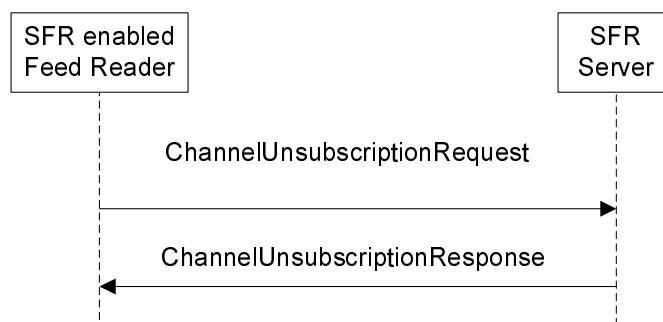 SFR enabled
Feed Reader
SFR
Server
ChannelUnsubscriptionRequest
ChannelUnsubscriptionResponse